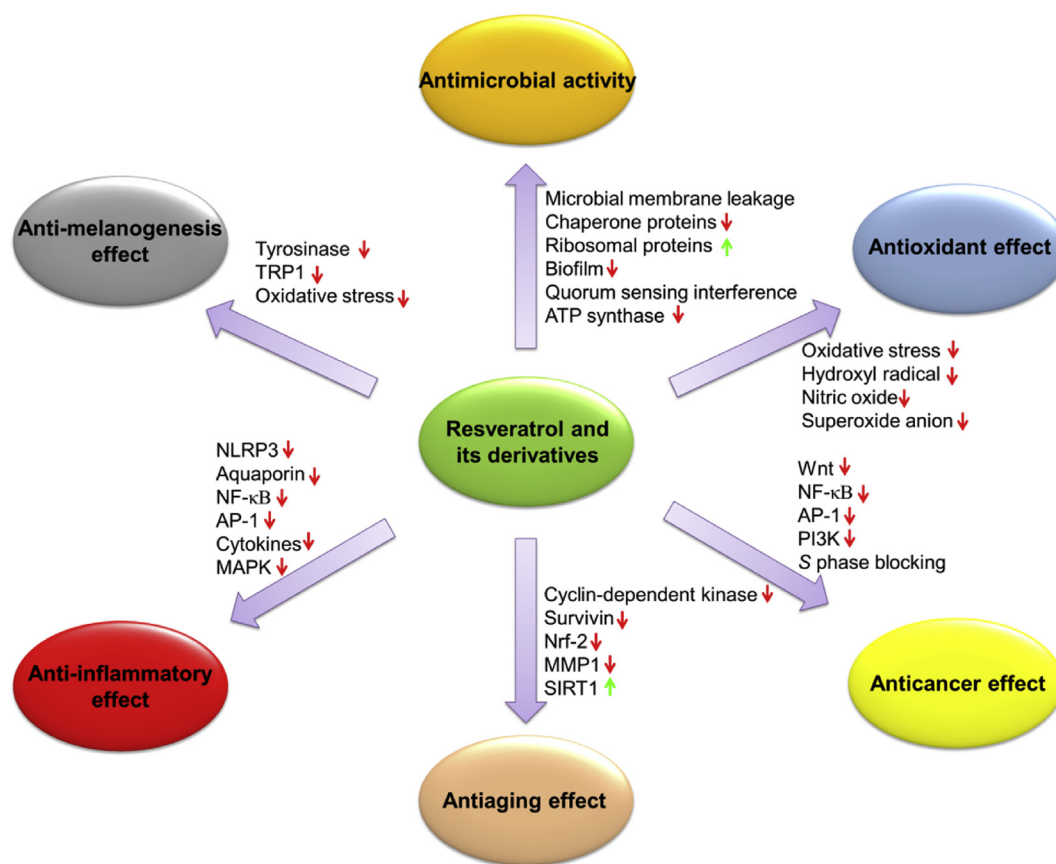 Antimicrobial activity
Anti-melanogenesis
effect
Tyrosinase ↓
TRP1 ↓
Oxidative stress ↓
Microbial membrane leakage
Chaperone proteins ↓
Ribosomal proteins ↑
Biofilm ↓
Quorum sensing interference
ATP synthase ↓
Antioxidant effect
Oxidative stress ↓
Hydroxyl radical ↓
Nitric oxide ↓
Superoxide anion ↓
Resveratrol and
its derivatives
NLRP3 ↓
Aquaporin ↓
NF-κB ↓
AP-1 ↓
Cytokines ↓
MAPK ↓
Wnt ↓
NF-κB ↓
AP-1 ↓
PI3K ↓
S phase blocking
Cyclin-dependent kinase ↓
Survivin ↓
Nrf-2 ↓
MMP1 ↓
SIRT1 ↑
Anti-inflammatory
effect
Anticancer effect
Antiaging effect